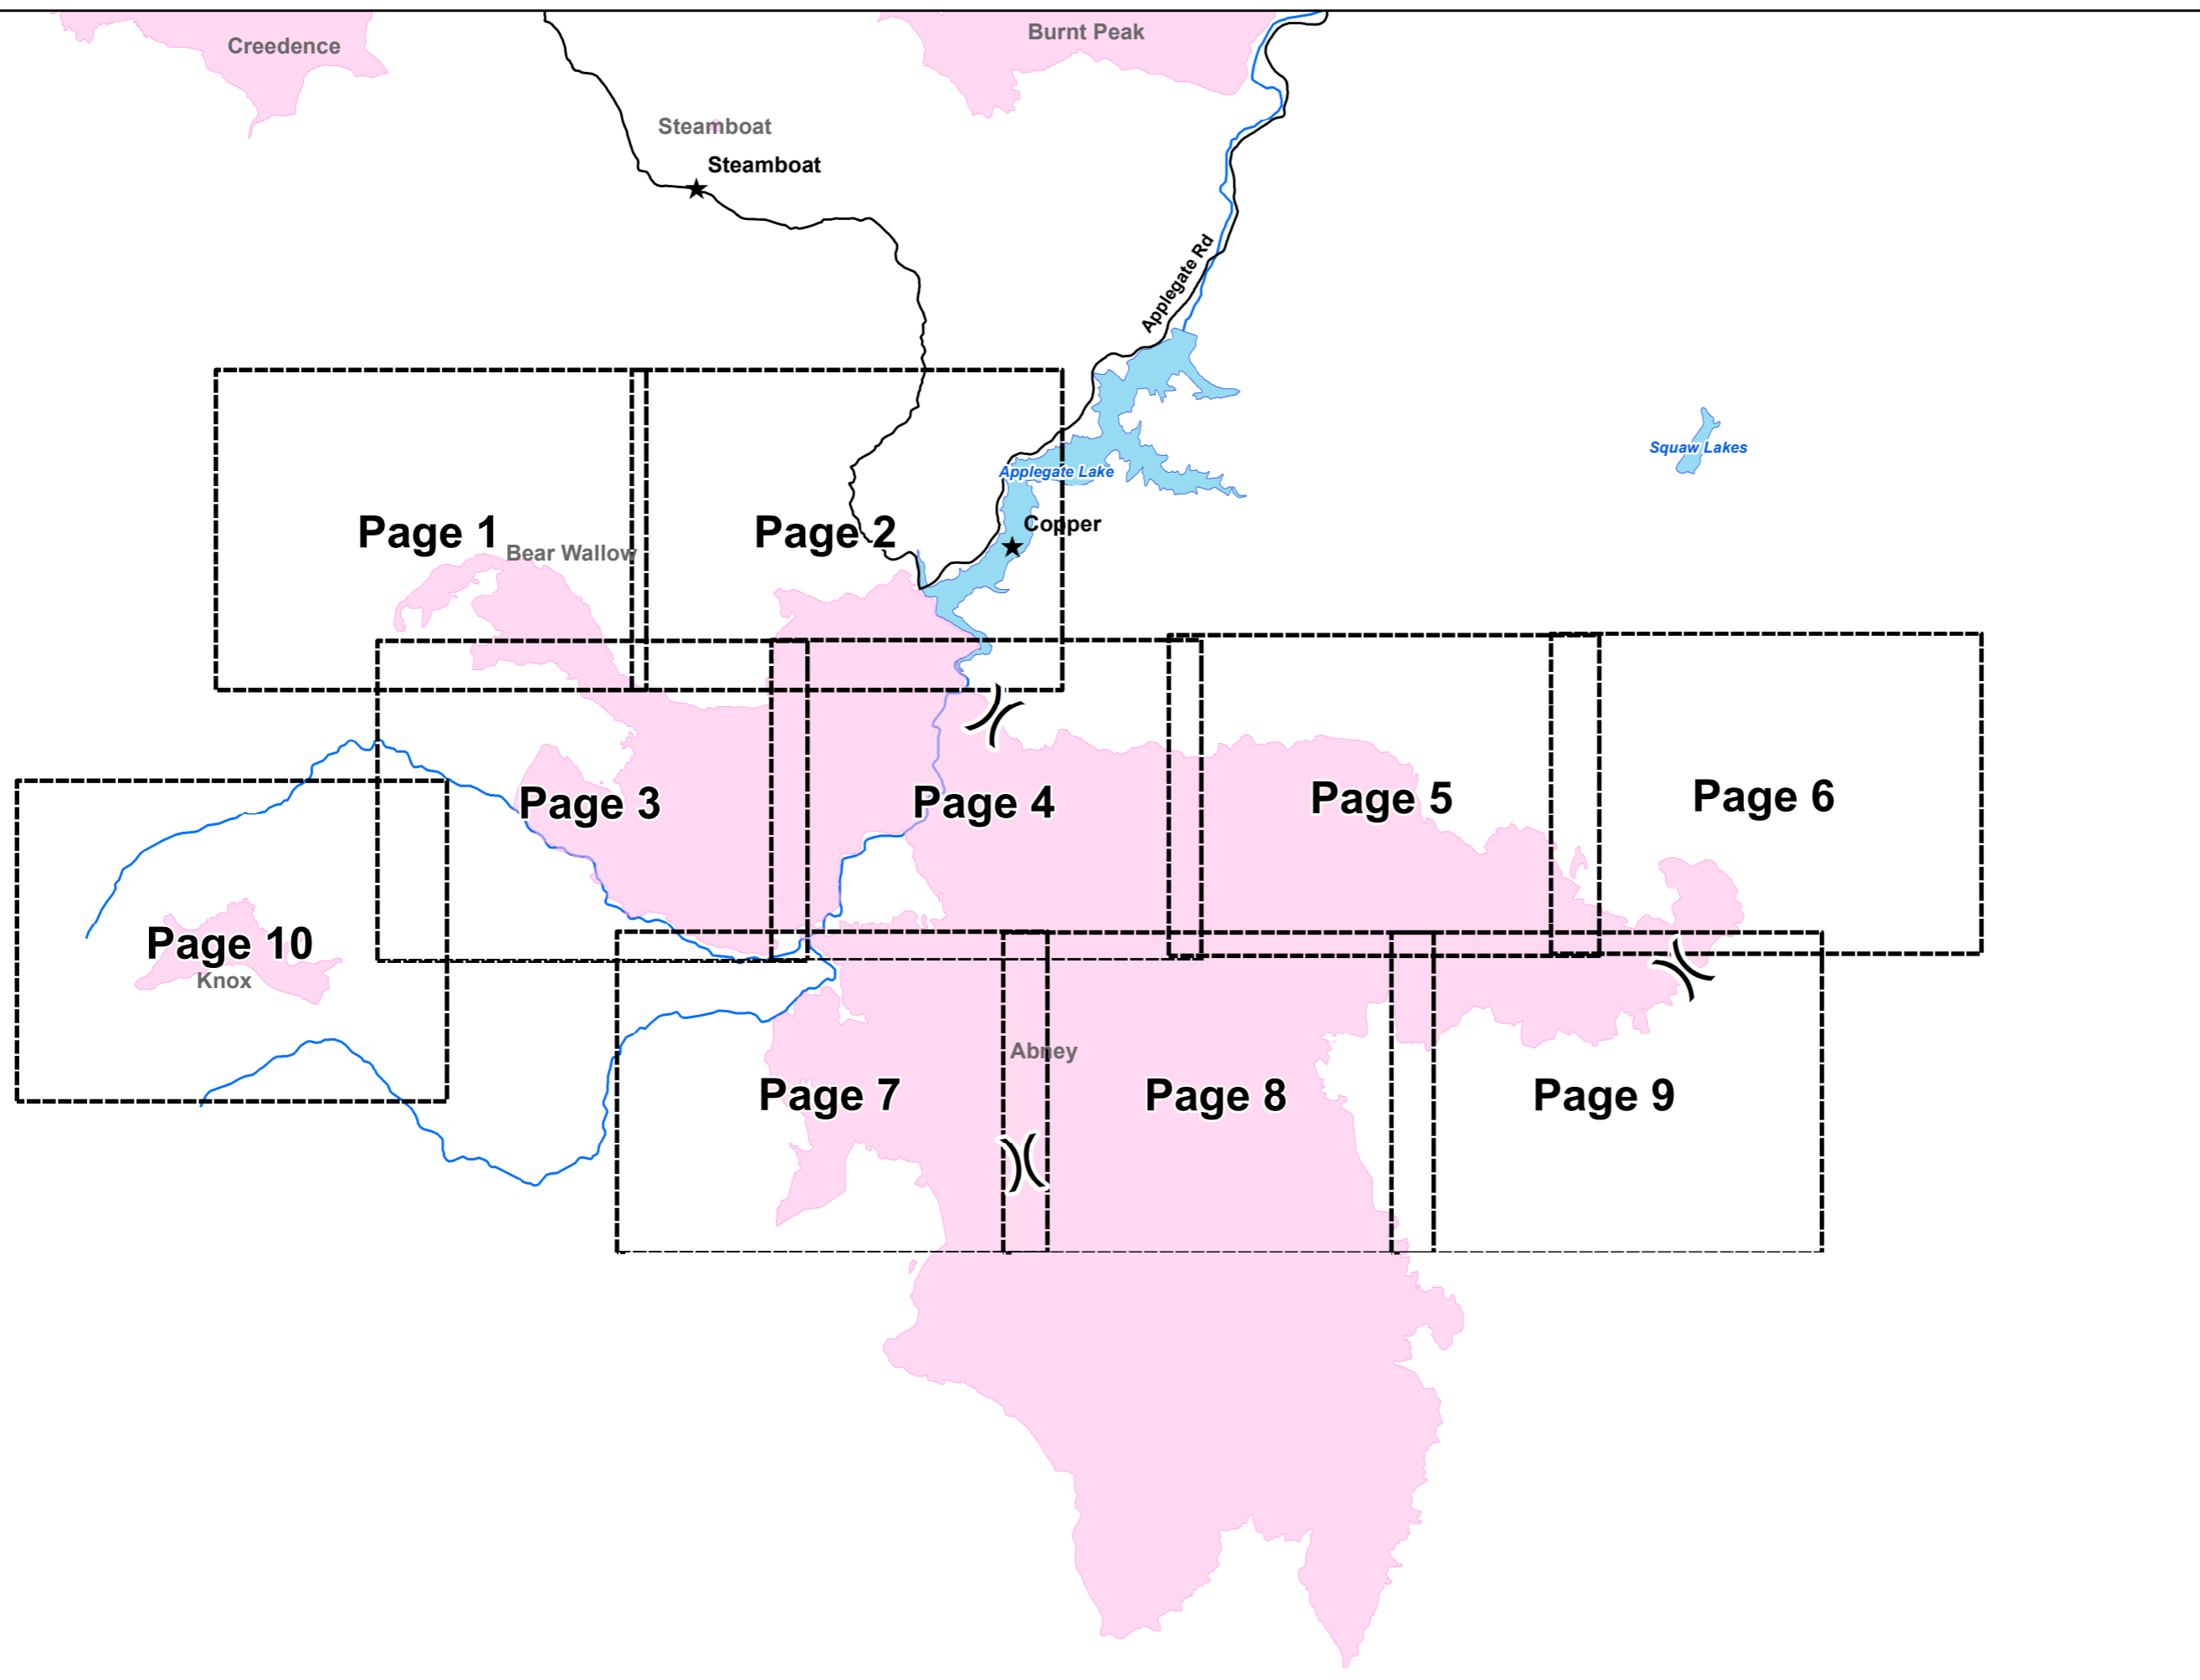 Burnt Peak
Creedence
Steamboat
Steamboat
Applegate Rd
Squaw Lakes
Applegate Lake
Copper
Page 1
Page 2
Bear Wallow
Page 3
Page 4
Page 5
Page 6
Page 10
Knox
Abney
Page 7
Page 8
Page 9